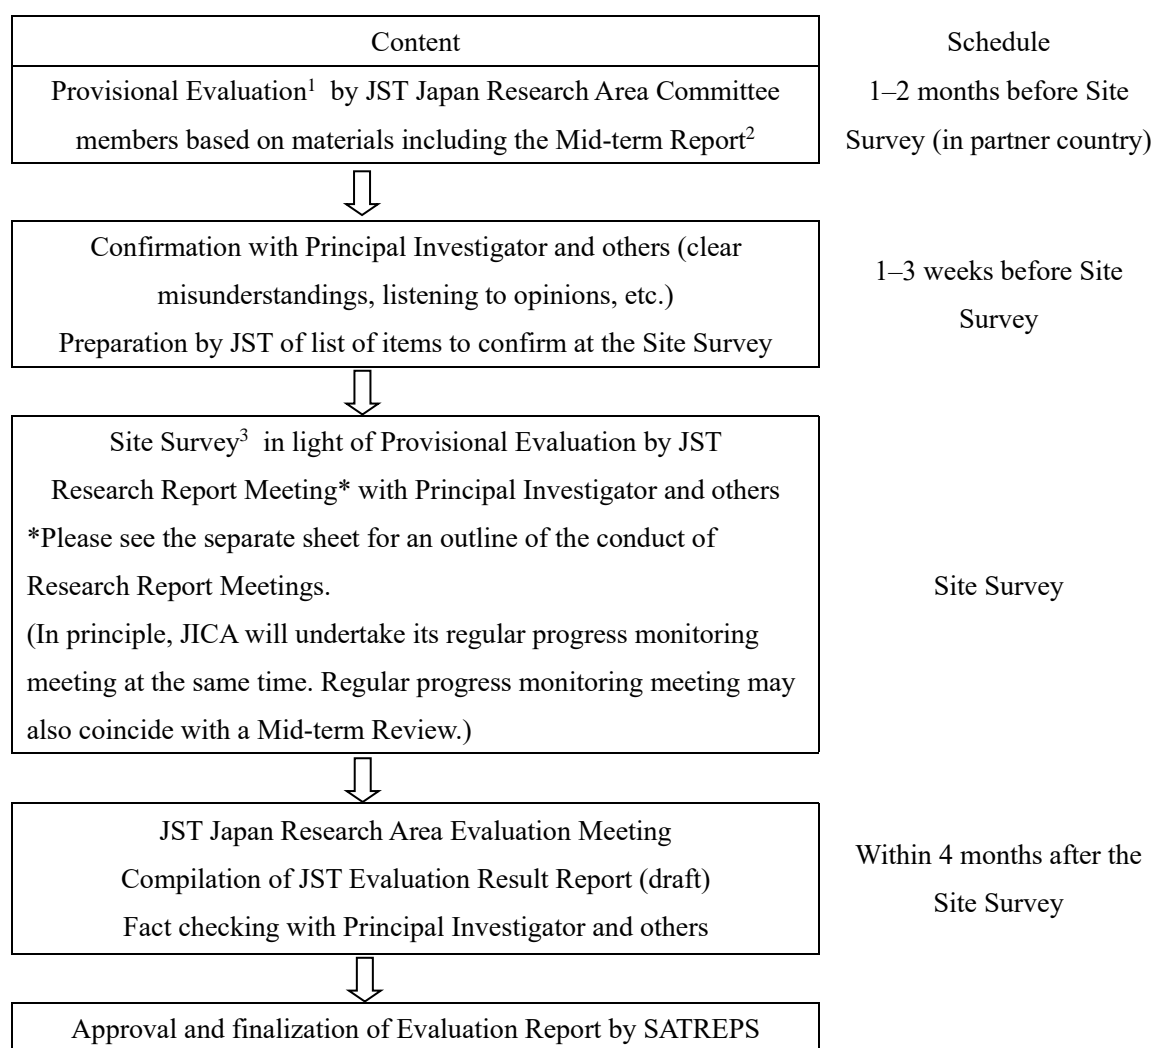 Content
Schedule
Provisional Evaluation1 by JST Japan Research Area Committee
members based on materials including the Mid-term Report2
1–2 months before Site
Survey (in partner country)
Confirmation with Principal Investigator and others (clear
misunderstandings, listening to opinions, etc.)
Preparation by JST of list of items to confirm at the Site Survey
1–3 weeks before Site
Survey
Site Survey3 in light of Provisional Evaluation by JST
Research Report Meeting* with Principal Investigator and others
*Please see the separate sheet for an outline of the conduct of
Research Report Meetings.
(In principle, JICA will undertake its regular progress monitoring
meeting at the same time. Regular progress monitoring meeting may
also coincide with a Mid-term Review.)
Site Survey
JST Japan Research Area Evaluation Meeting
Compilation of JST Evaluation Result Report (draft)
Fact checking with Principal Investigator and others
Within 4 months after the
Site Survey
Approval and finalization of Evaluation Report by SATREPS